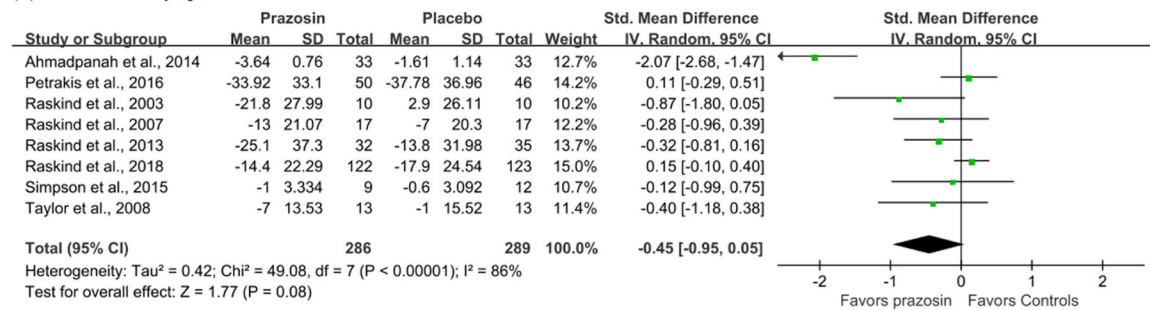 Prazosin Placebo Std. Mean Difference Std. Mean Difference
Study or Subgroup Mean SD Total Mean SD Total Weight IV, Random, 95% CI IV, Random, 95% CI
Ahmadpanah et al., 2014 -3.64 0.76 33 -1.61 1.14 33 12.7% -2.07 [-2.68, -1.47]
Petrakis et al., 2016 -33.92 33.1 50 -37.78 36.96 46 14.2% 0.11 [-0.29, 0.51]
Raskind et al., 2003 -21.8 27.99 10 2.9 26.11 10 10.2% -0.87 [-1.80, 0.05]
Raskind et al., 2007 -13 21.07 17 -7 20.3 17 12.2% -0.28 [-0.96, 0.39]
Raskind et al., 2013 -25.1 37.3 32 -13.8 31.98 35 13.6% -0.32 [-0.81, 0.16]
Raskind et al., 2018 -14.4 22.29 122 -17.9 24.54 123 15.0% 0.15 [-0.10, 0.40]
Simpson et al., 2015 -1 3.334 9 -0.6 3.092 12 10.7% -0.12 [-0.99, 0.75]
Taylor et al., 2008 -7 13.53 13 -1 15.52 13 11.4% -0.40 [-1.18, 0.38]
Total (95% CI) 286 289 100.0% -0.45 [-0.95, 0.05]
Heterogeneity: Tau² = 0.42; Chi² = 49.08, df = 7 (P < 0.00001); I² = 86%
Test for overall effect: Z = 1.77 (P = 0.08)
-2 -1 0 1 2
Favors prazosin Favors Controls